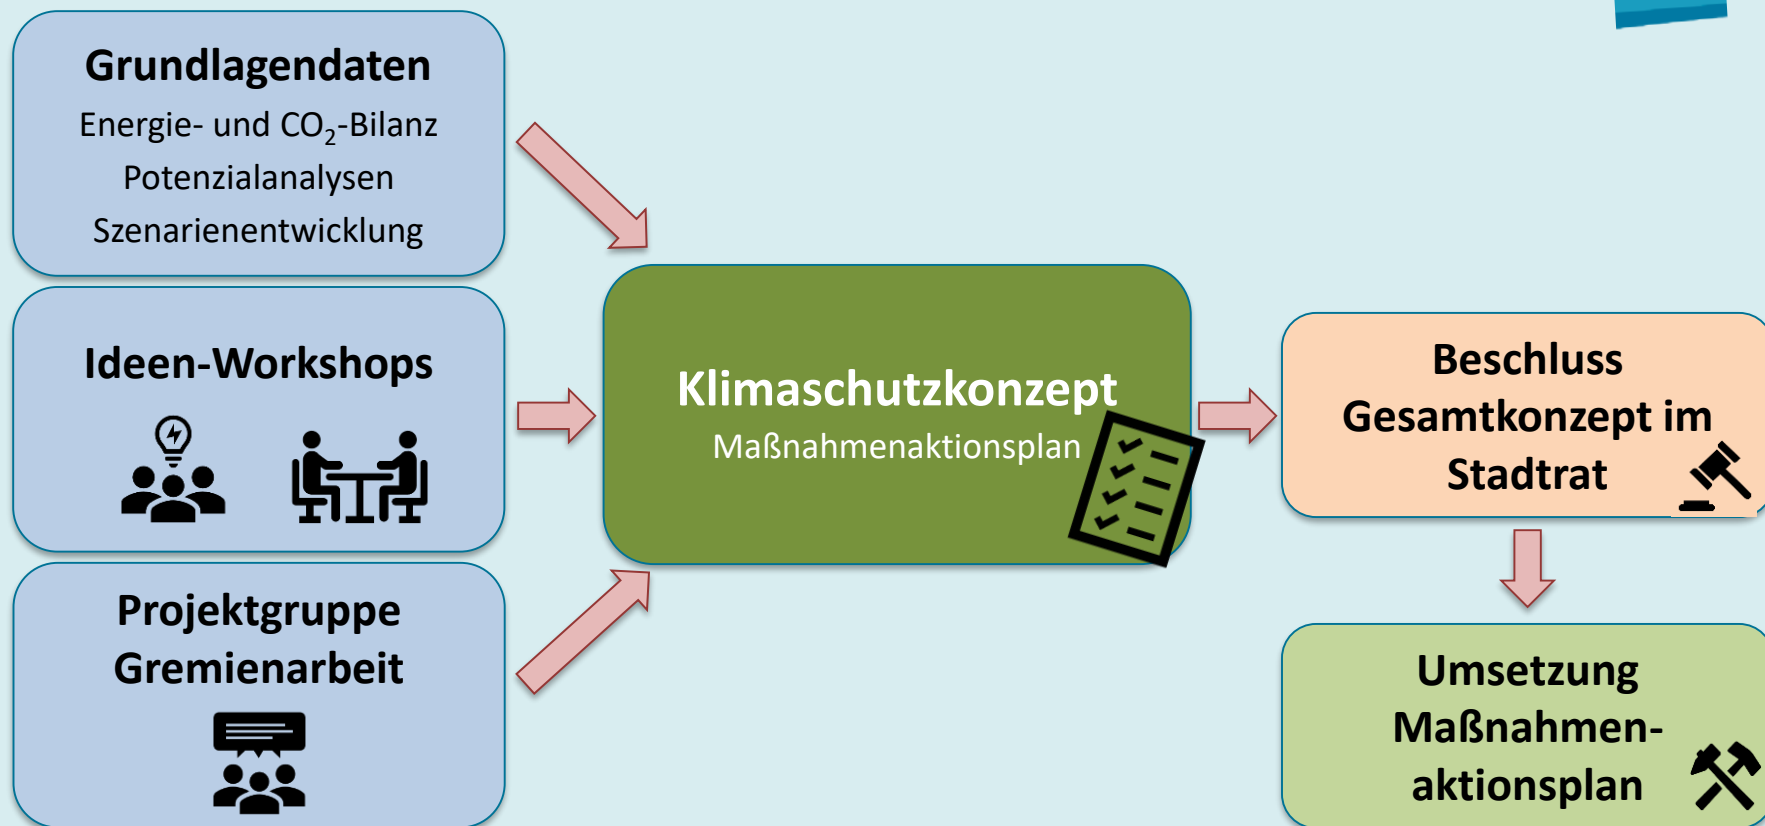 Grundlagendaten
Energie- und CO₂-Bilanz
Potenzialanalysen
Szenarienentwicklung
Ideen-Workshops
Projektgruppe
Gremienarbeit
Klimaschutzkonzept
Maßnahmenaktionsplan
Beschluss
Gesamtkonzept im
Stadtrat
Umsetzung
Maßnahmen-
aktionsplan